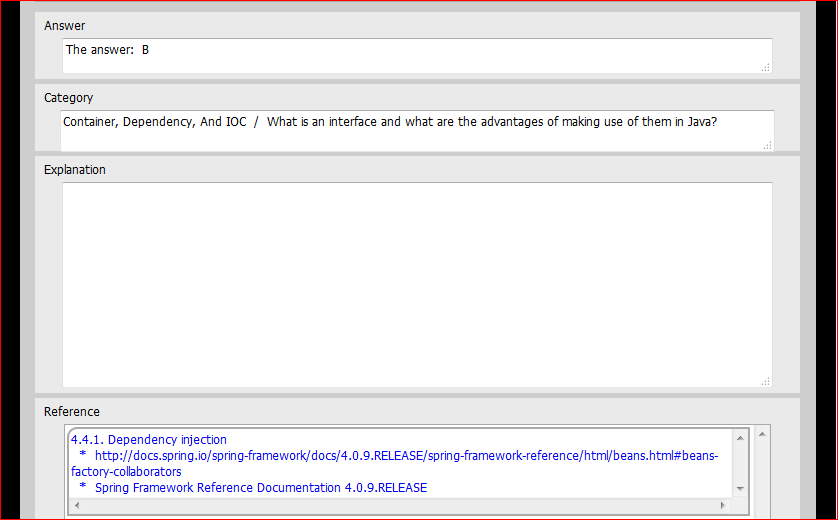 Answer
The answer:  B
Category
Container, Dependency, And IOC  /  What is an interface and what are the advantages of making use of them in Java?
Explanation
Reference
4.4.1. Dependency injection
*  http://docs.spring.io/spring-framework/docs/4.0.9.RELEASE/spring-framework-reference/html/beans.html#beans-
factory-collaborators
*  Spring Framework Reference Documentation 4.0.9.RELEASE